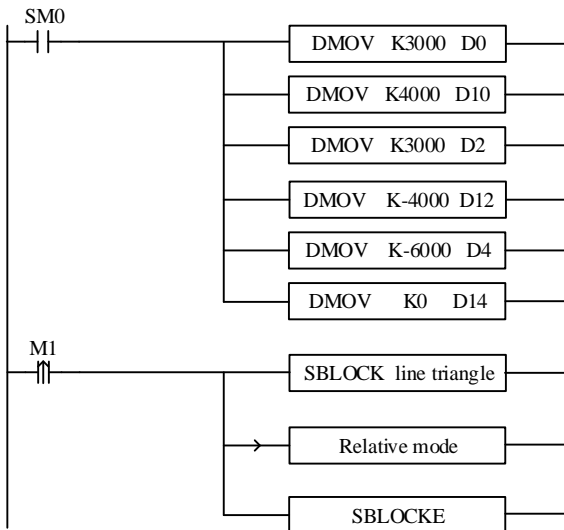 SM0
DMOV K3000 D0
DMOV K4000 D10
DMOV K3000 D2
DMOV K-4000 D12
DMOV K-6000 D4
DMOV K0 D14
M1
SBLOCK line triangle
Relative mode
SBLOCKE